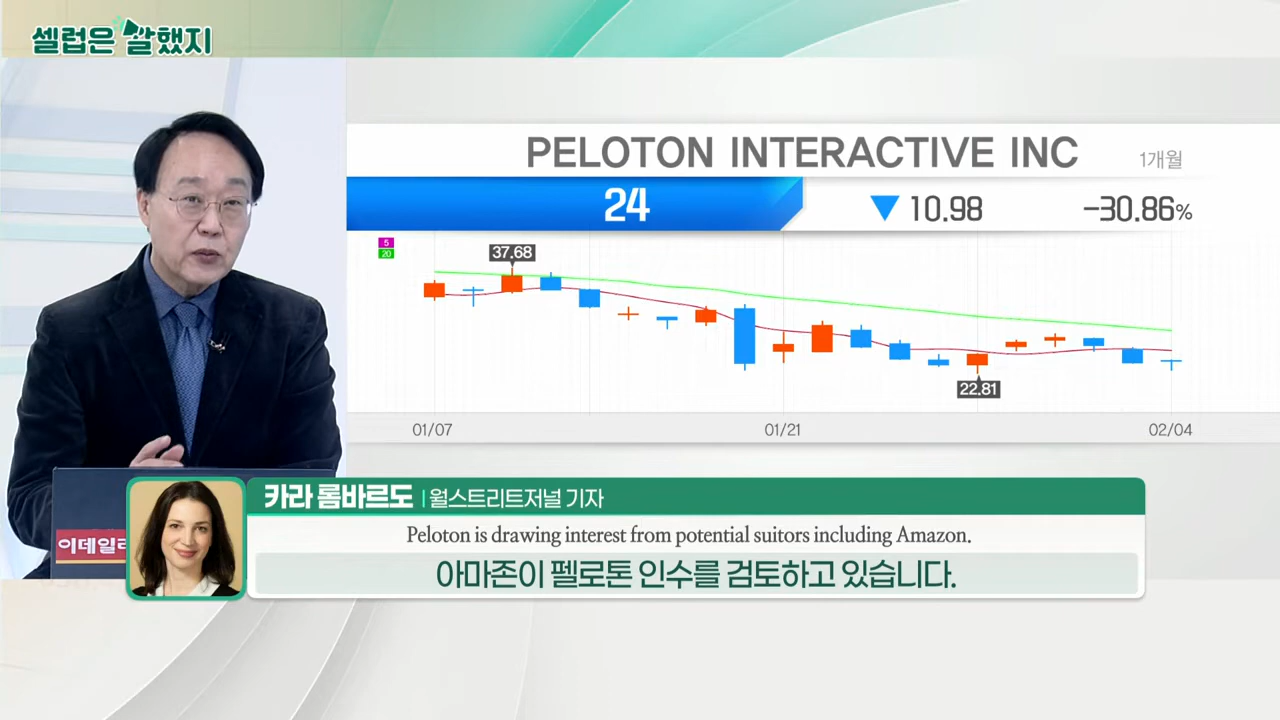 셀럽은 말했지
PELOTON INTERACTIVE INC 1개월
24 ▼ 10.98 -30.86%
5
20
37.68
22.81
01/07 01/21 02/04
이데일리
카라 롬바르도 | 월스트리트저널 기자
Peloton is drawing interest from potential suitors including Amazon.
아마존이 펠로톤 인수를 검토하고 있습니다.